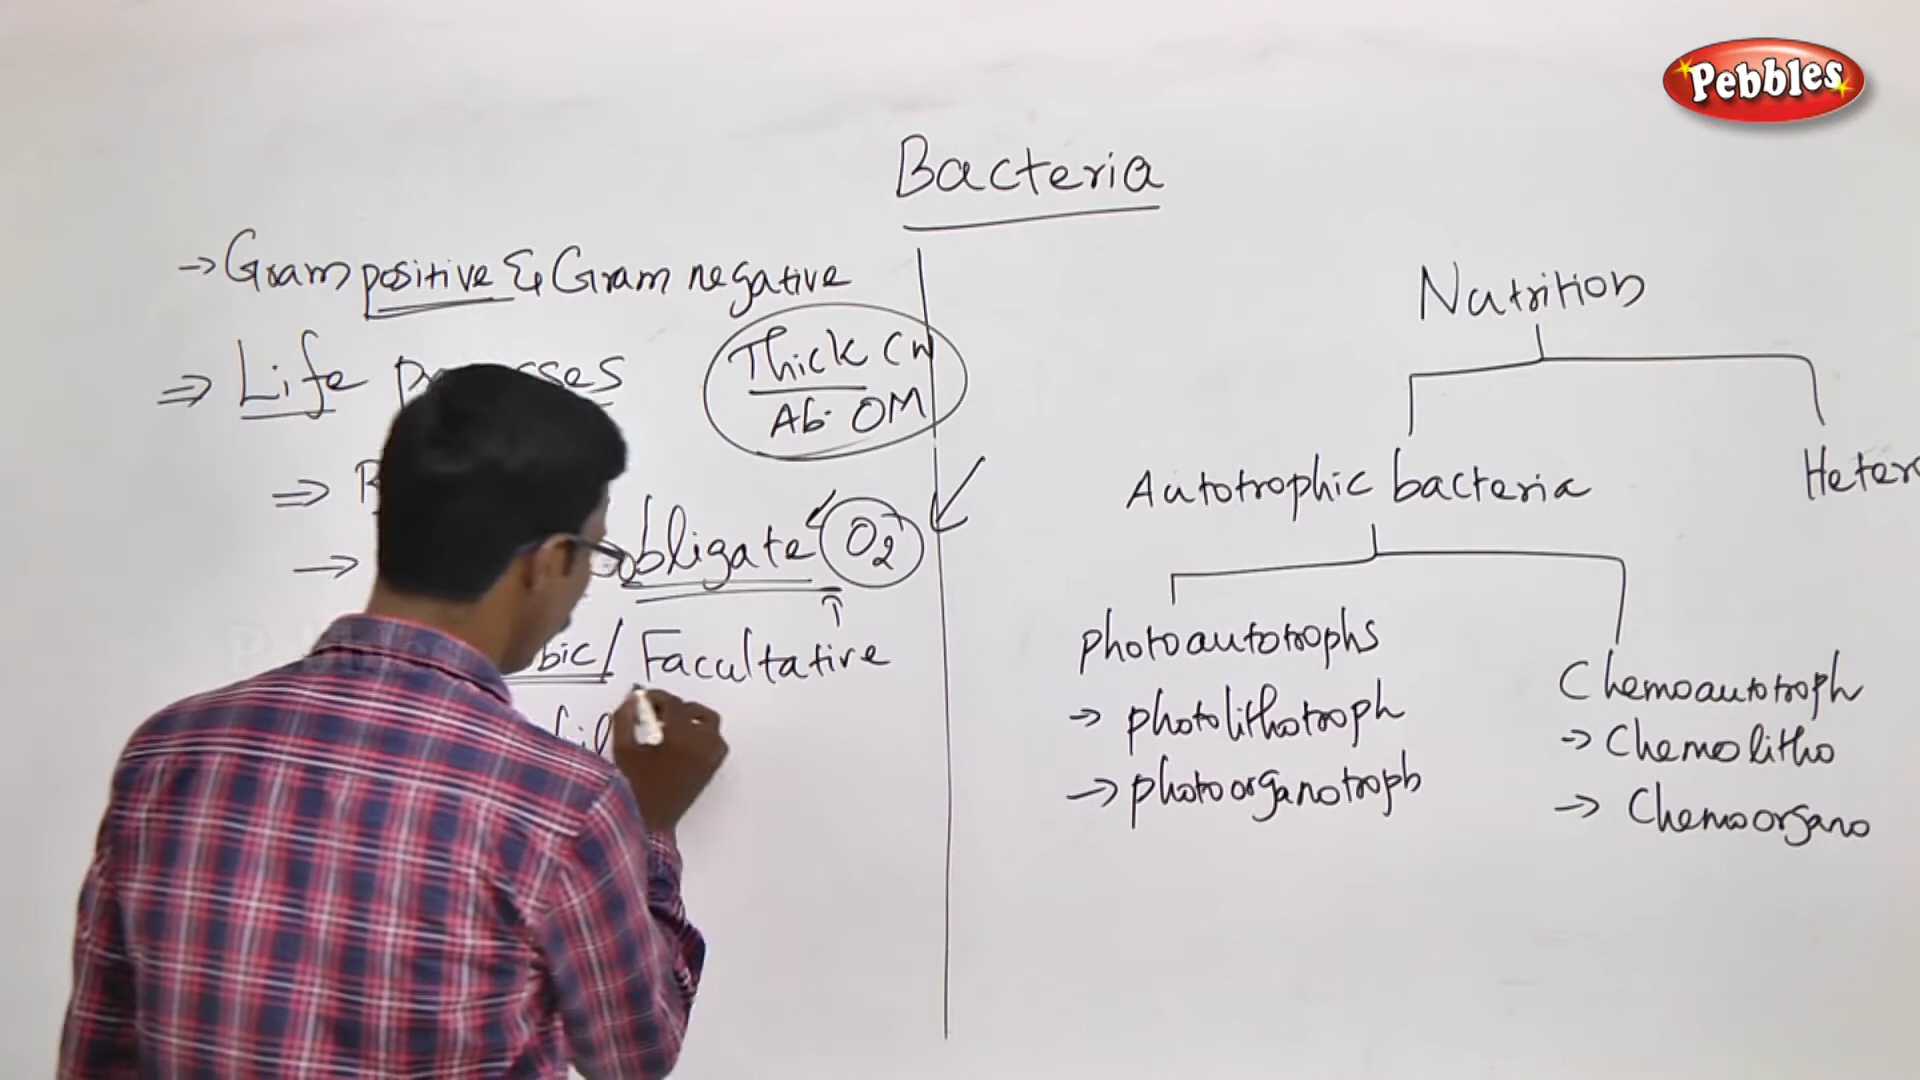 Pebbles
Bacteria
→ Gram positive & Gram negative
⇒ Life
Thick CW
Ab. OM
⇒
→ Obligate O2
/ Facultative
Nutrition
Autotrophic bacteria
photoautotrophs
→ photolithotroph
→ photoorganotroph
Chemoautotroph
→ Chemolitho
→ Chemoorgano